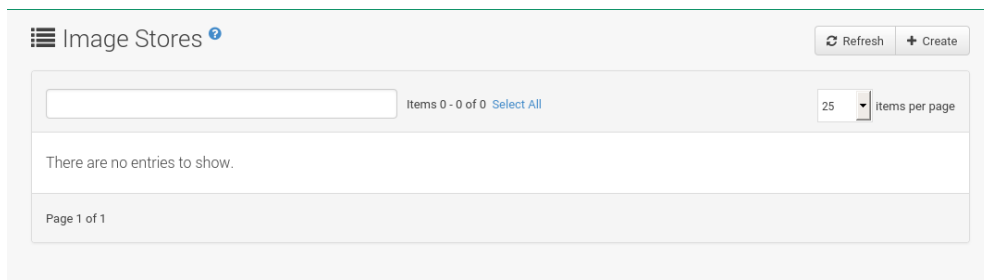 Image Stores ?
Refresh + Create
Items 0 - 0 of 0 Select All 25 items per page
There are no entries to show.
Page 1 of 1